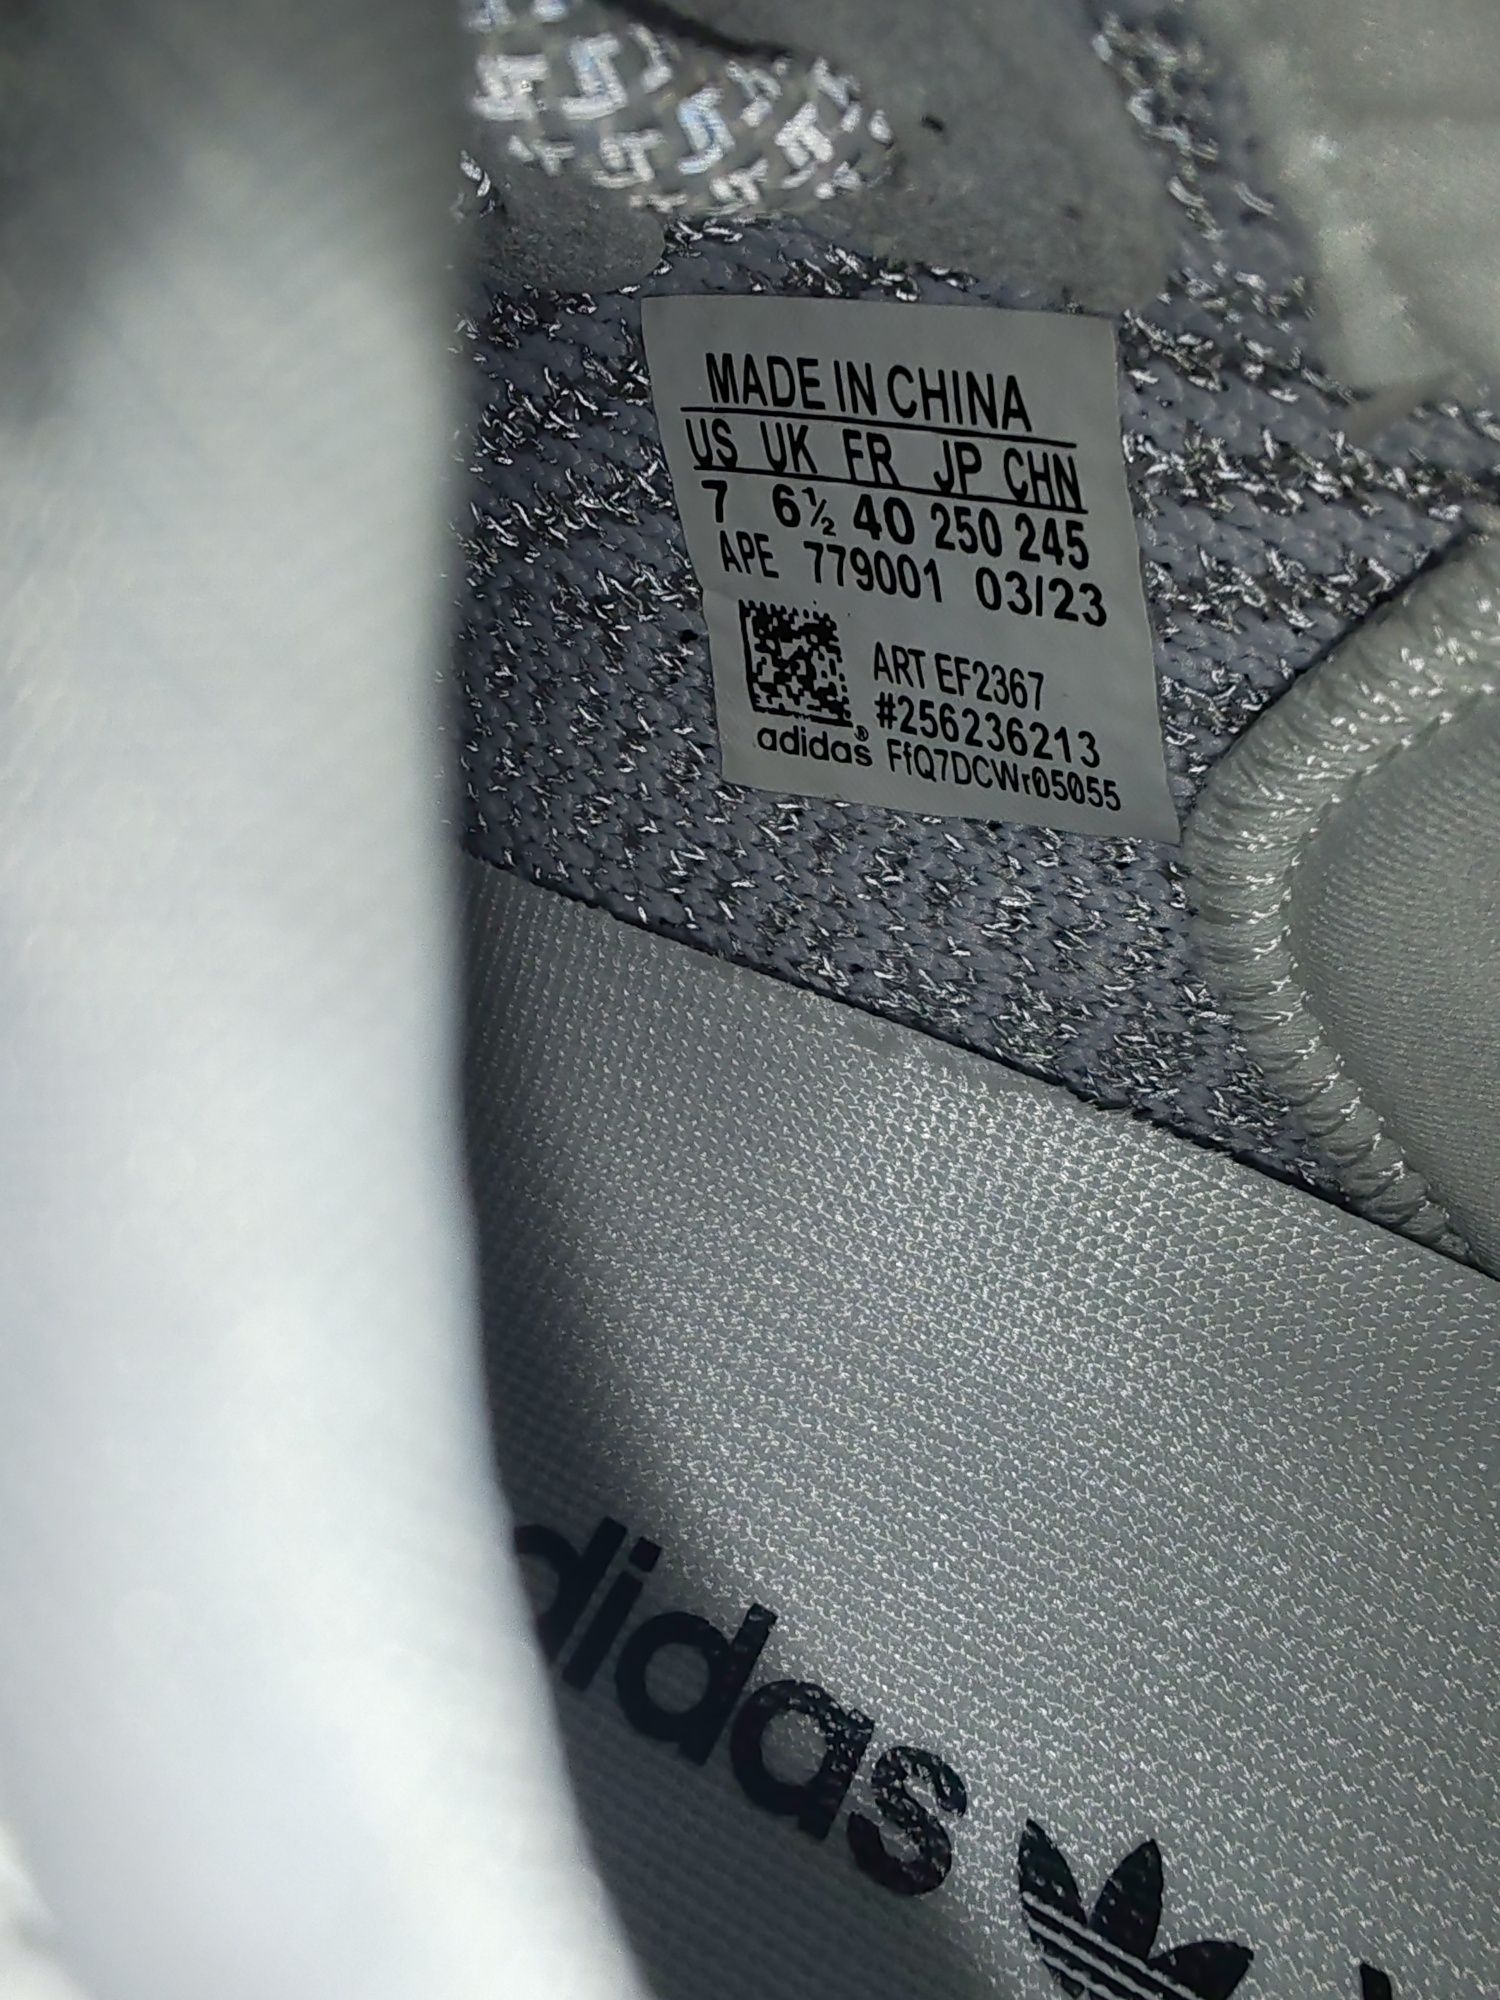 MADE IN CHINA
US UK FR JP CHN
7 6½ 40 250 245
APE 779001 03/23
ART EF2367
#256236213
adidas® FfQ7DCWr05055
adidas